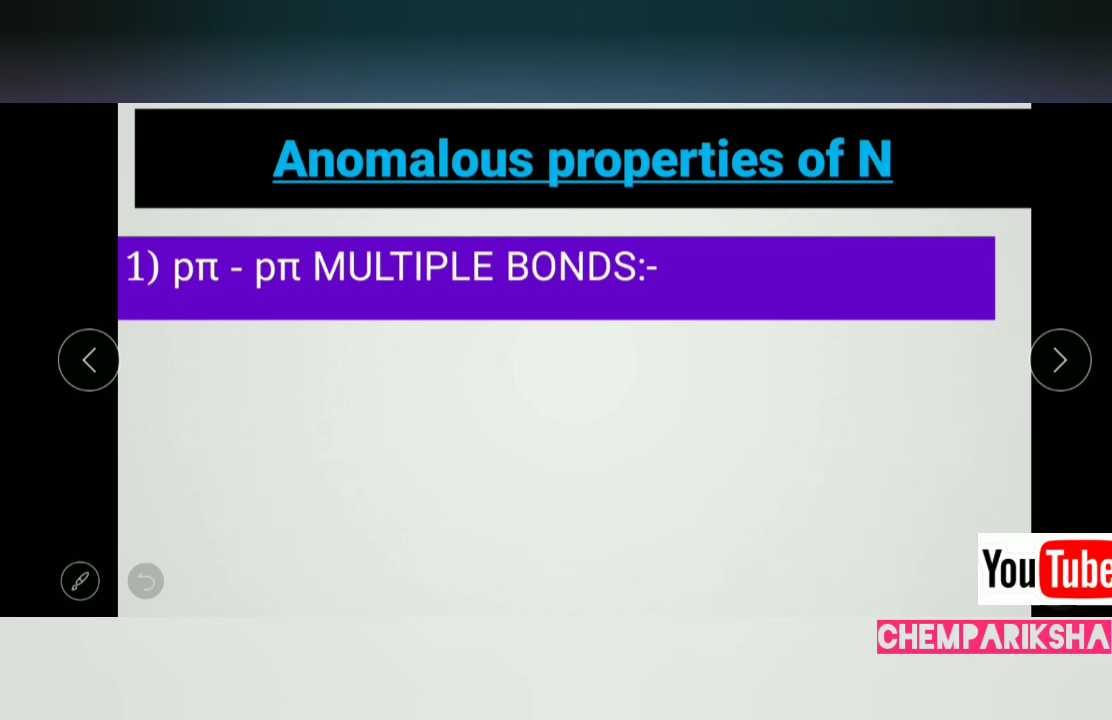 Anomalous properties of N
1) pπ - pπ MULTIPLE BONDS:-
YouTube
CHEMPARIKSHA